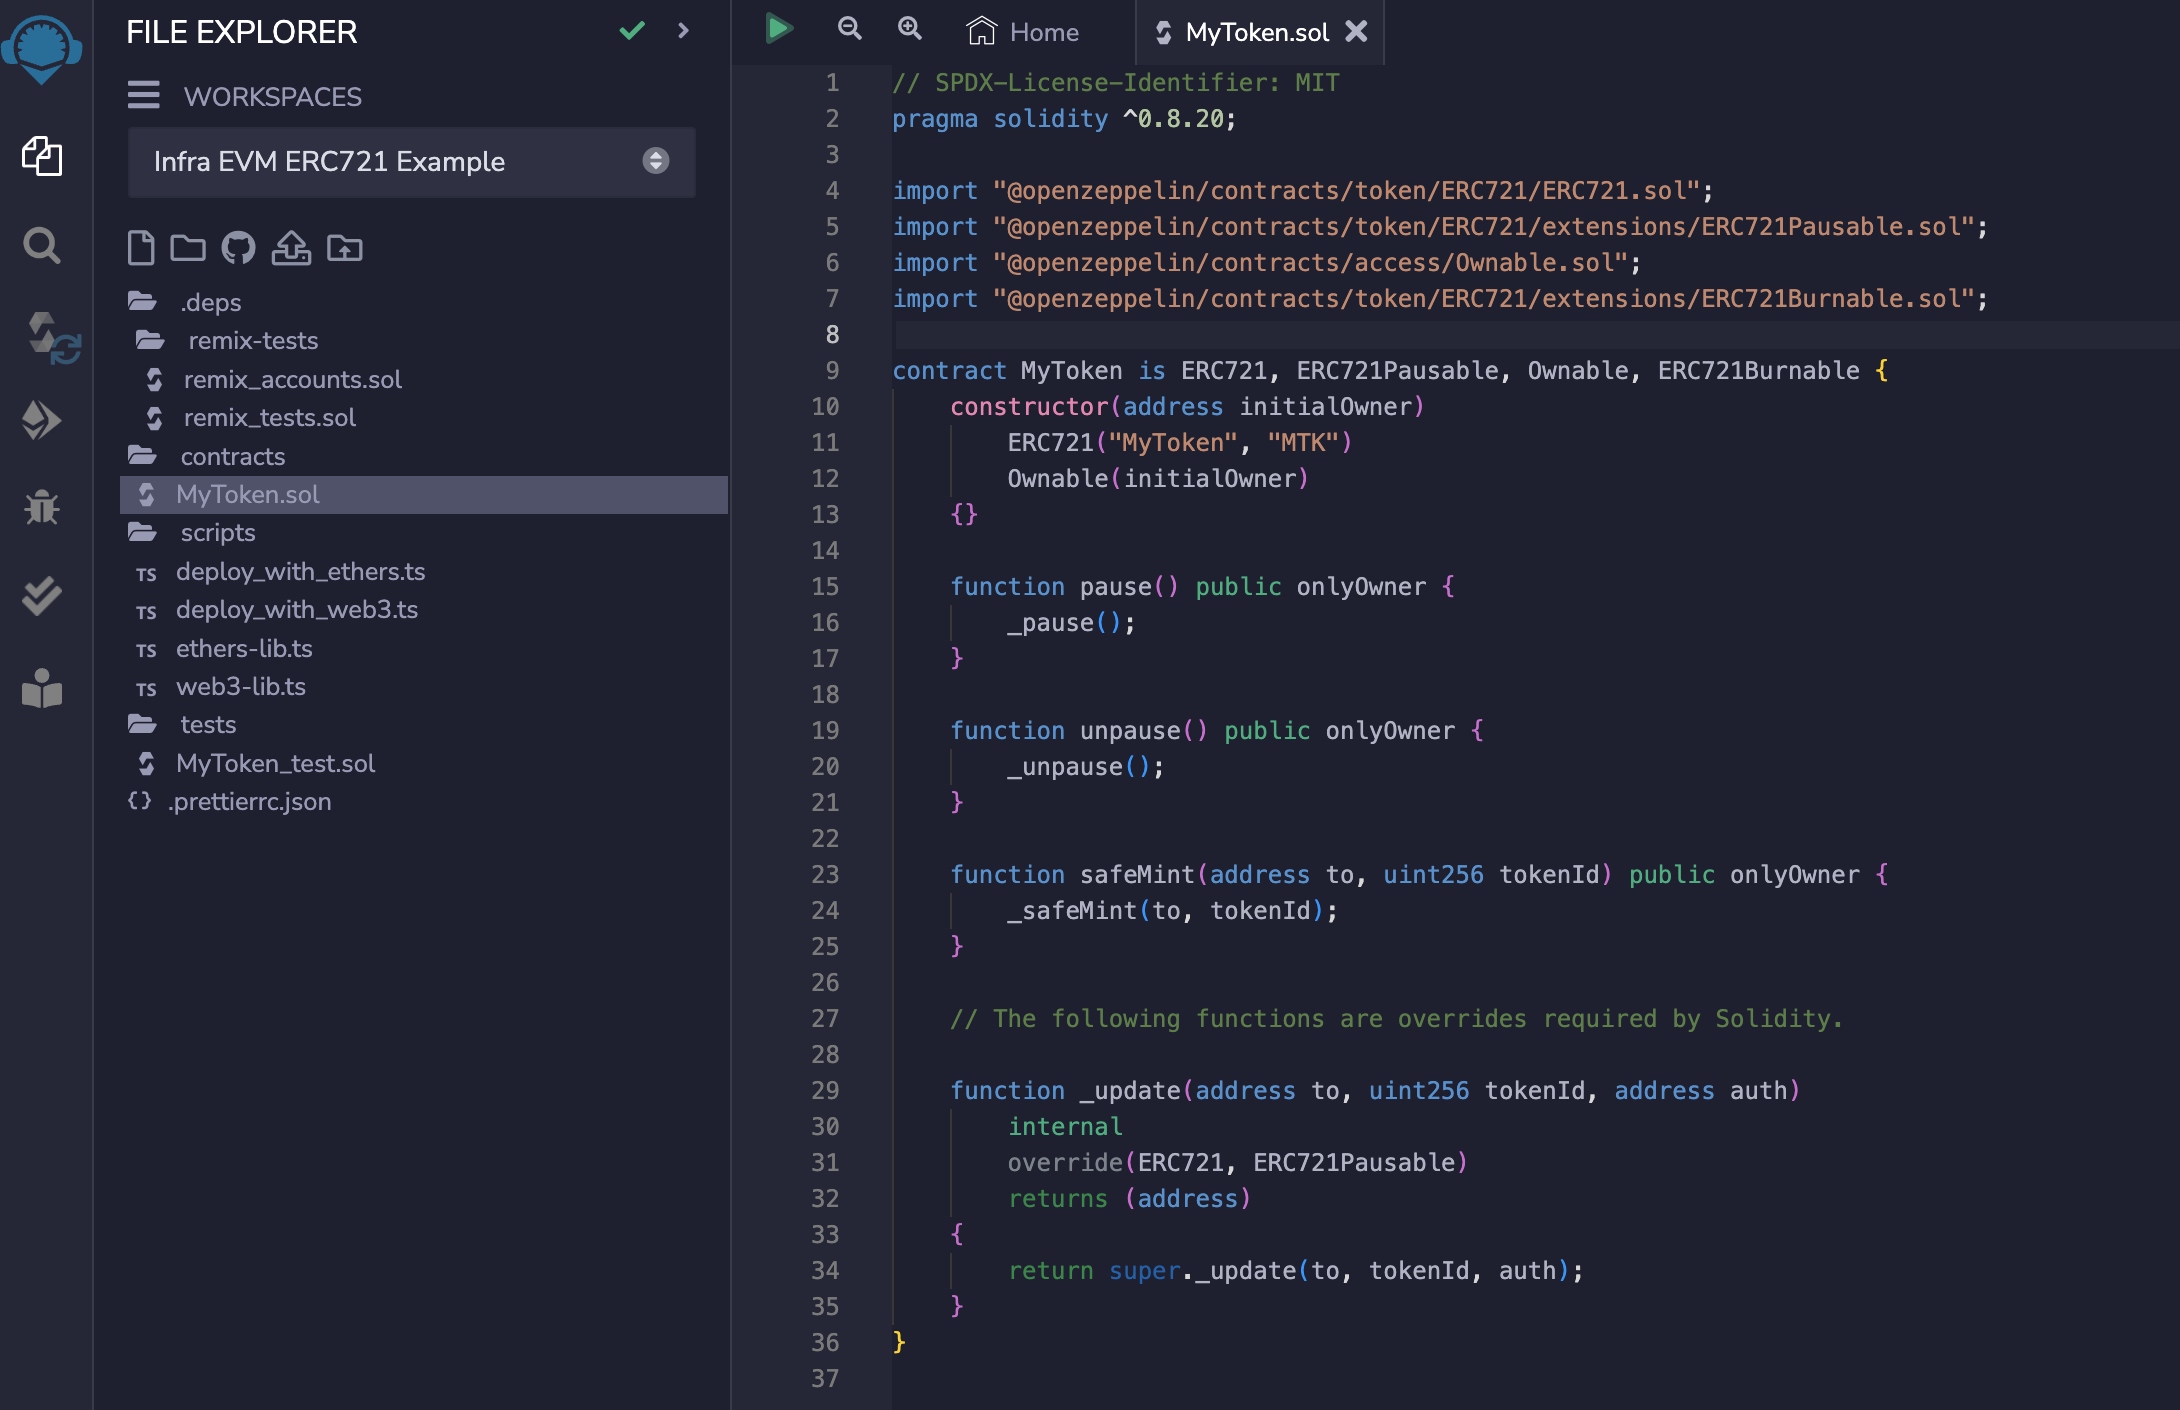 FILE EXPLORER
WORKSPACES
Infra EVM ERC721 Example
.deps
remix-tests
remix_accounts.sol
remix_tests.sol
contracts
MyToken.sol
scripts
TS deploy_with_ethers.ts
TS deploy_with_web3.ts
TS ethers-lib.ts
TS web3-lib.ts
tests
MyToken_test.sol
{} .prettierrc.json
Home
MyToken.sol
1 // SPDX-License-Identifier: MIT
2 pragma solidity ^0.8.20;
3
4 import "@openzeppelin/contracts/token/ERC721/ERC721.sol";
5 import "@openzeppelin/contracts/token/ERC721/extensions/ERC721Pausable.sol";
6 import "@openzeppelin/contracts/access/Ownable.sol";
7 import "@openzeppelin/contracts/token/ERC721/extensions/ERC721Burnable.sol";
8
9 contract MyToken is ERC721, ERC721Pausable, Ownable, ERC721Burnable {
10     constructor(address initialOwner)
11         ERC721("MyToken", "MTK")
12         Ownable(initialOwner)
13     {}
14
15     function pause() public onlyOwner {
16         _pause();
17     }
18
19     function unpause() public onlyOwner {
20         _unpause();
21     }
22
23     function safeMint(address to, uint256 tokenId) public onlyOwner {
24         _safeMint(to, tokenId);
25     }
26
27     // The following functions are overrides required by Solidity.
28
29     function _update(address to, uint256 tokenId, address auth)
30         internal
31         override(ERC721, ERC721Pausable)
32         returns (address)
33     {
34         return super._update(to, tokenId, auth);
35     }
36 }
37